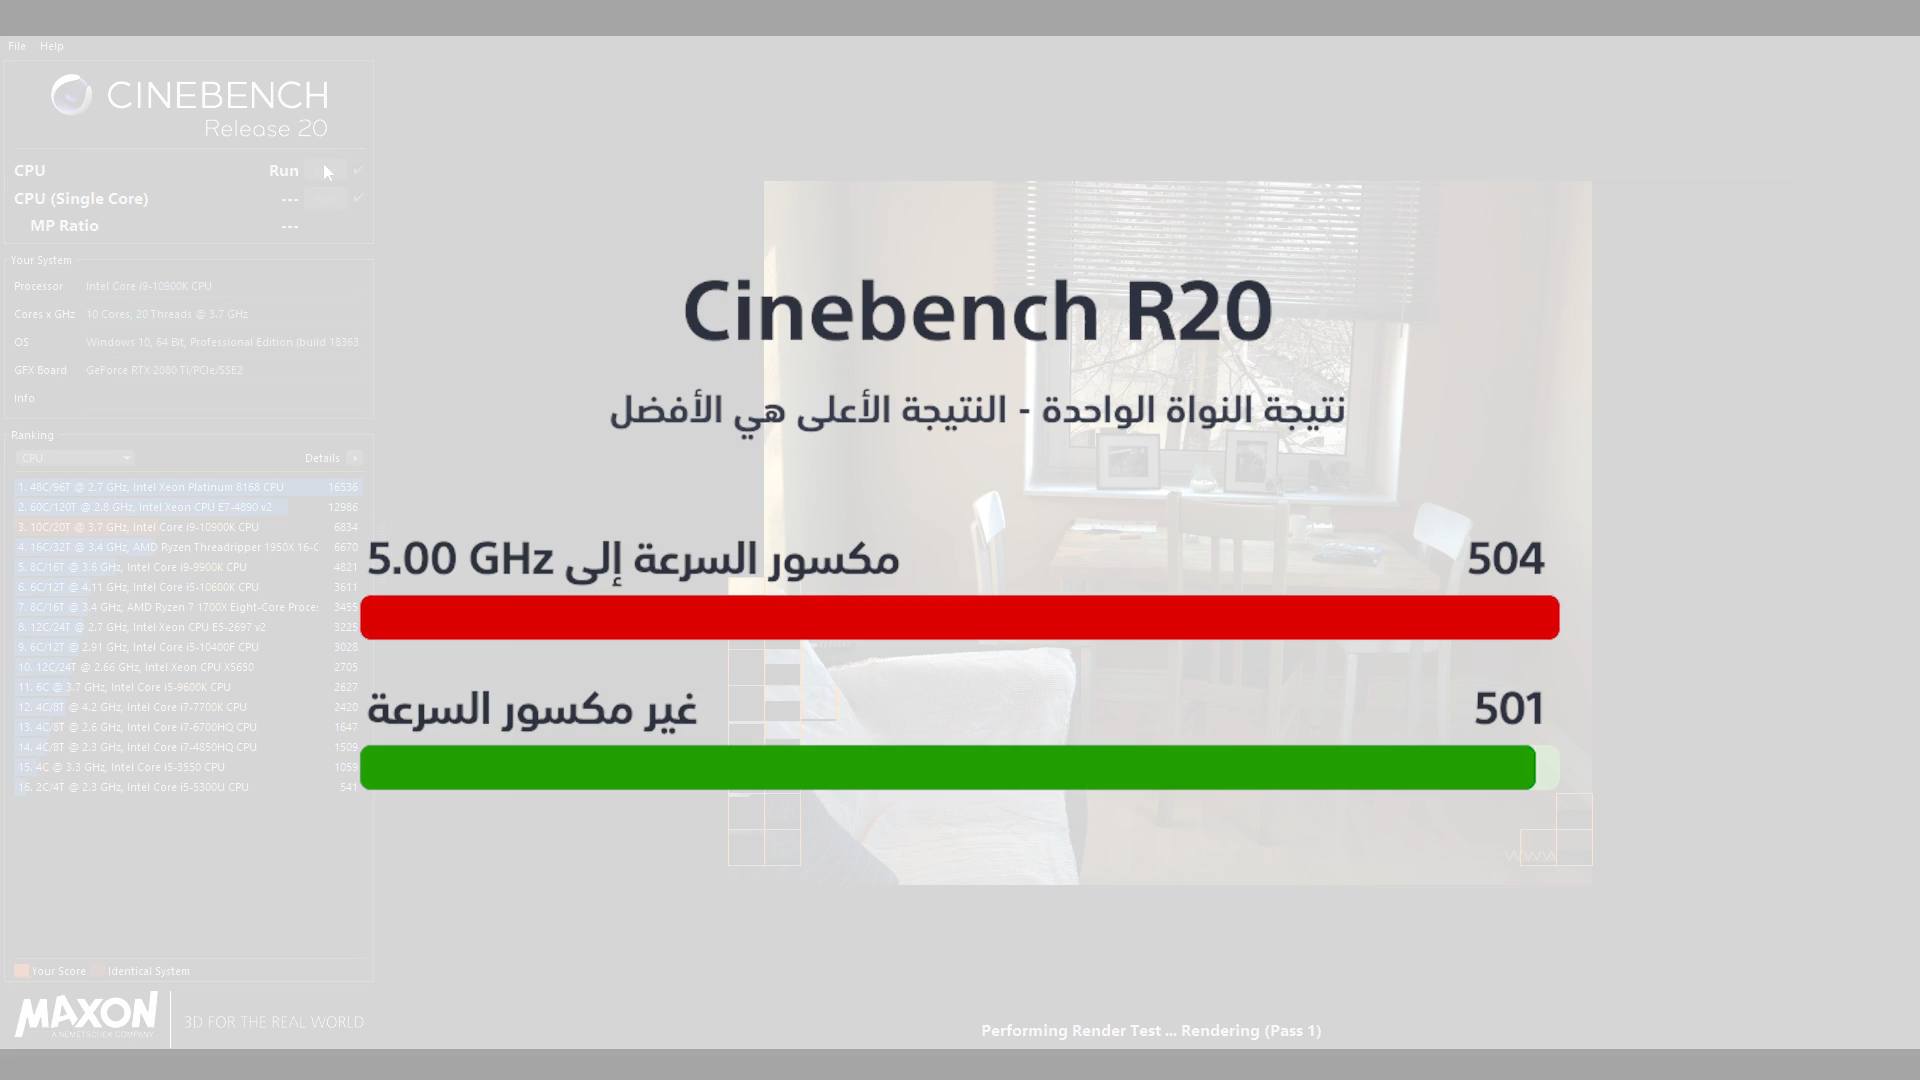 File Help
CINEBENCH
Release 20
CPU Run
CPU (Single Core) ---
MP Ratio ---
Your System
Processor Intel Core i9-10900K CPU
Cores x GHz 10 Cores, 20 Threads @ 3.7 GHz
OS Windows 10, 64 Bit, Professional Edition (build 18363
GFX Board GeForce RTX 2080 Ti/PCIe/SSE2
Info
Ranking
CPU Details
1. 48C/96T @ 2.7 GHz, Intel Xeon Platinum 8168 CPU 16536
2. 60C/120T @ 2.8 GHz, Intel Xeon CPU E7-4890 v2 12986
3. 10C/20T @ 3.7 GHz, Intel Core i9-10900K CPU 6834
4. 16C/32T @ 3.4 GHz, AMD Ryzen Threadripper 1950X 16-C 6670
5. 8C/16T @ 3.6 GHz, Intel Core i9-9900K CPU 4821
6. 6C/12T @ 4.11 GHz, Intel Core i5-10600K CPU 3611
7. 8C/16T @ 3.4 GHz, AMD Ryzen 7 1700X Eight-Core Proces 3455
8. 12C/24T @ 2.7 GHz, Intel Xeon CPU E5-2697 v2 3225
9. 6C/12T @ 2.91 GHz, Intel Core i5-10400F CPU 3028
10. 12C/24T @ 2.66 GHz, Intel Xeon CPU X5650 2705
11. 6C @ 3.7 GHz, Intel Core i5-9600K CPU 2627
12. 4C/8T @ 4.2 GHz, Intel Core i7-7700K CPU 2420
13. 4C/8T @ 2.6 GHz, Intel Core i7-6700HQ CPU 1647
14. 4C/8T @ 2.3 GHz, Intel Core i7-4850HQ CPU 1509
15. 4C @ 3.3 GHz, Intel Core i5-3550 CPU 1059
16. 2C/4T @ 2.3 GHz, Intel Core i5-5300U CPU 541
Your Score Identical System
MAXON
A NEMETSCHEK COMPANY
3D FOR THE REAL WORLD
Cinebench R20
نتيجة النواة الواحدة - النتيجة الأعلى هي الأفضل
مكسور السرعة إلى 5.00 GHz 504
غير مكسور السرعة 501
www
Performing Render Test ... Rendering (Pass 1)